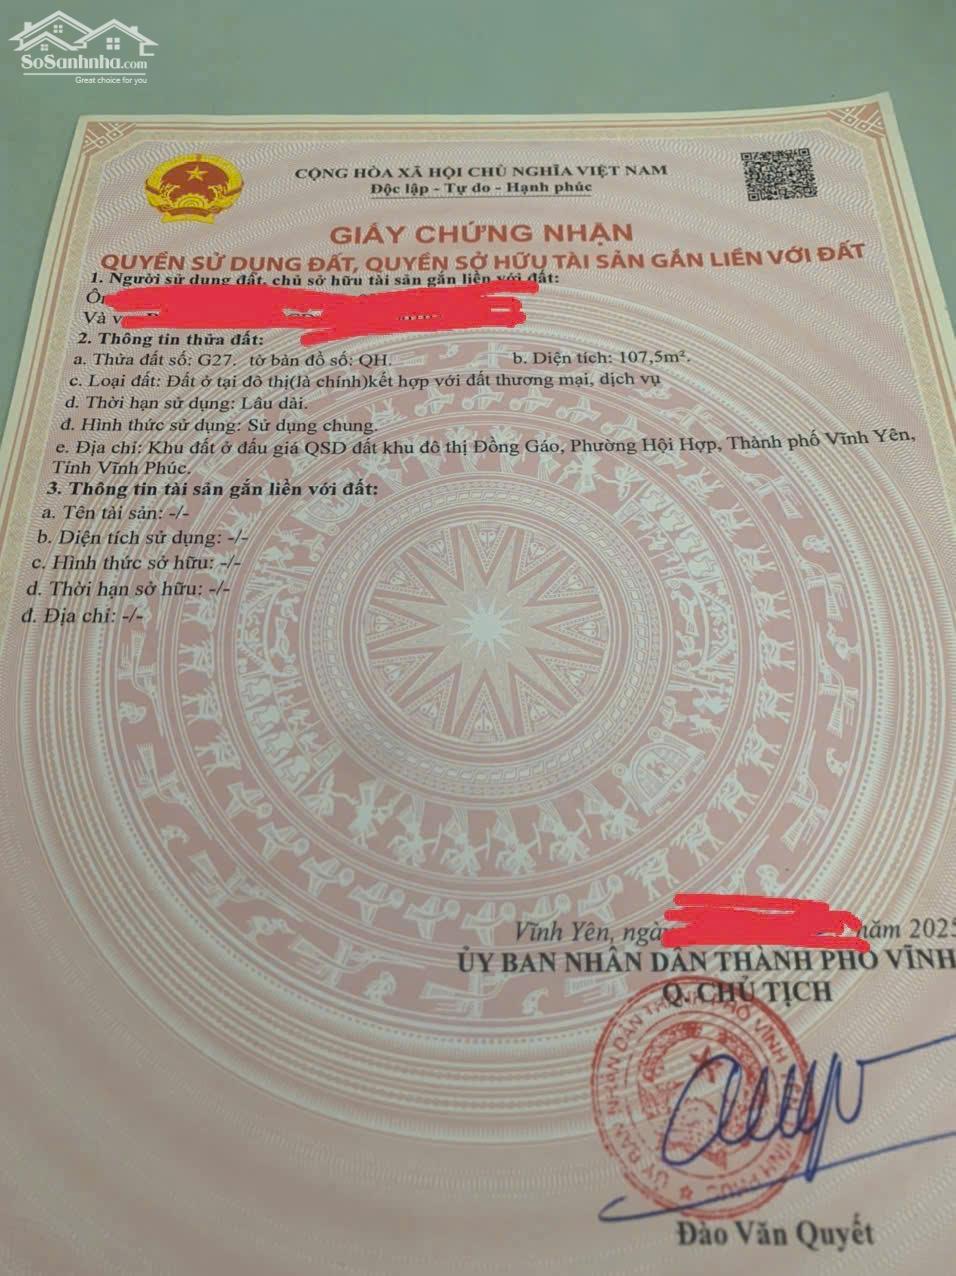 SoSanhnha.com
Great choice for you
CỘNG HÒA XÃ HỘI CHỦ NGHĨA VIỆT NAM
Độc lập - Tự do - Hạnh phúc
GIẤY CHỨNG NHẬN
QUYỀN SỬ DỤNG ĐẤT, QUYỀN SỞ HỮU TÀI SẢN GẮN LIỀN VỚI ĐẤT
1. Người sử dụng đất, chủ sở hữu tài sản gắn liền với đất:
Và
2. Thông tin thửa đất:
a. Thửa đất số: G27. tờ bản đồ số: QH. b. Diện tích: 107,5m².
c. Loại đất: Đất ở tại đô thị(là chính)kết hợp với đất thương mại, dịch vụ
d. Thời hạn sử dụng: Lâu dài.
đ. Hình thức sử dụng: Sử dụng chung.
e. Địa chỉ: Khu đất ở đấu giá QSD đất khu đô thị Đồng Gáo, Phường Hội Hợp, Thành phố Vĩnh Yên,
Tỉnh Vĩnh Phúc.
3. Thông tin tài sản gắn liền với đất:
a. Tên tài sản: -/-
b. Diện tích sử dụng: -/-
c. Hình thức sở hữu: -/-
d. Thời hạn sở hữu: -/-
đ. Địa chỉ: -/-
Vĩnh Yên, ngày năm 2025
ỦY BAN NHÂN DÂN THÀNH PHỐ VĨNH
Q. CHỦ TỊCH
Đào Văn Quyết